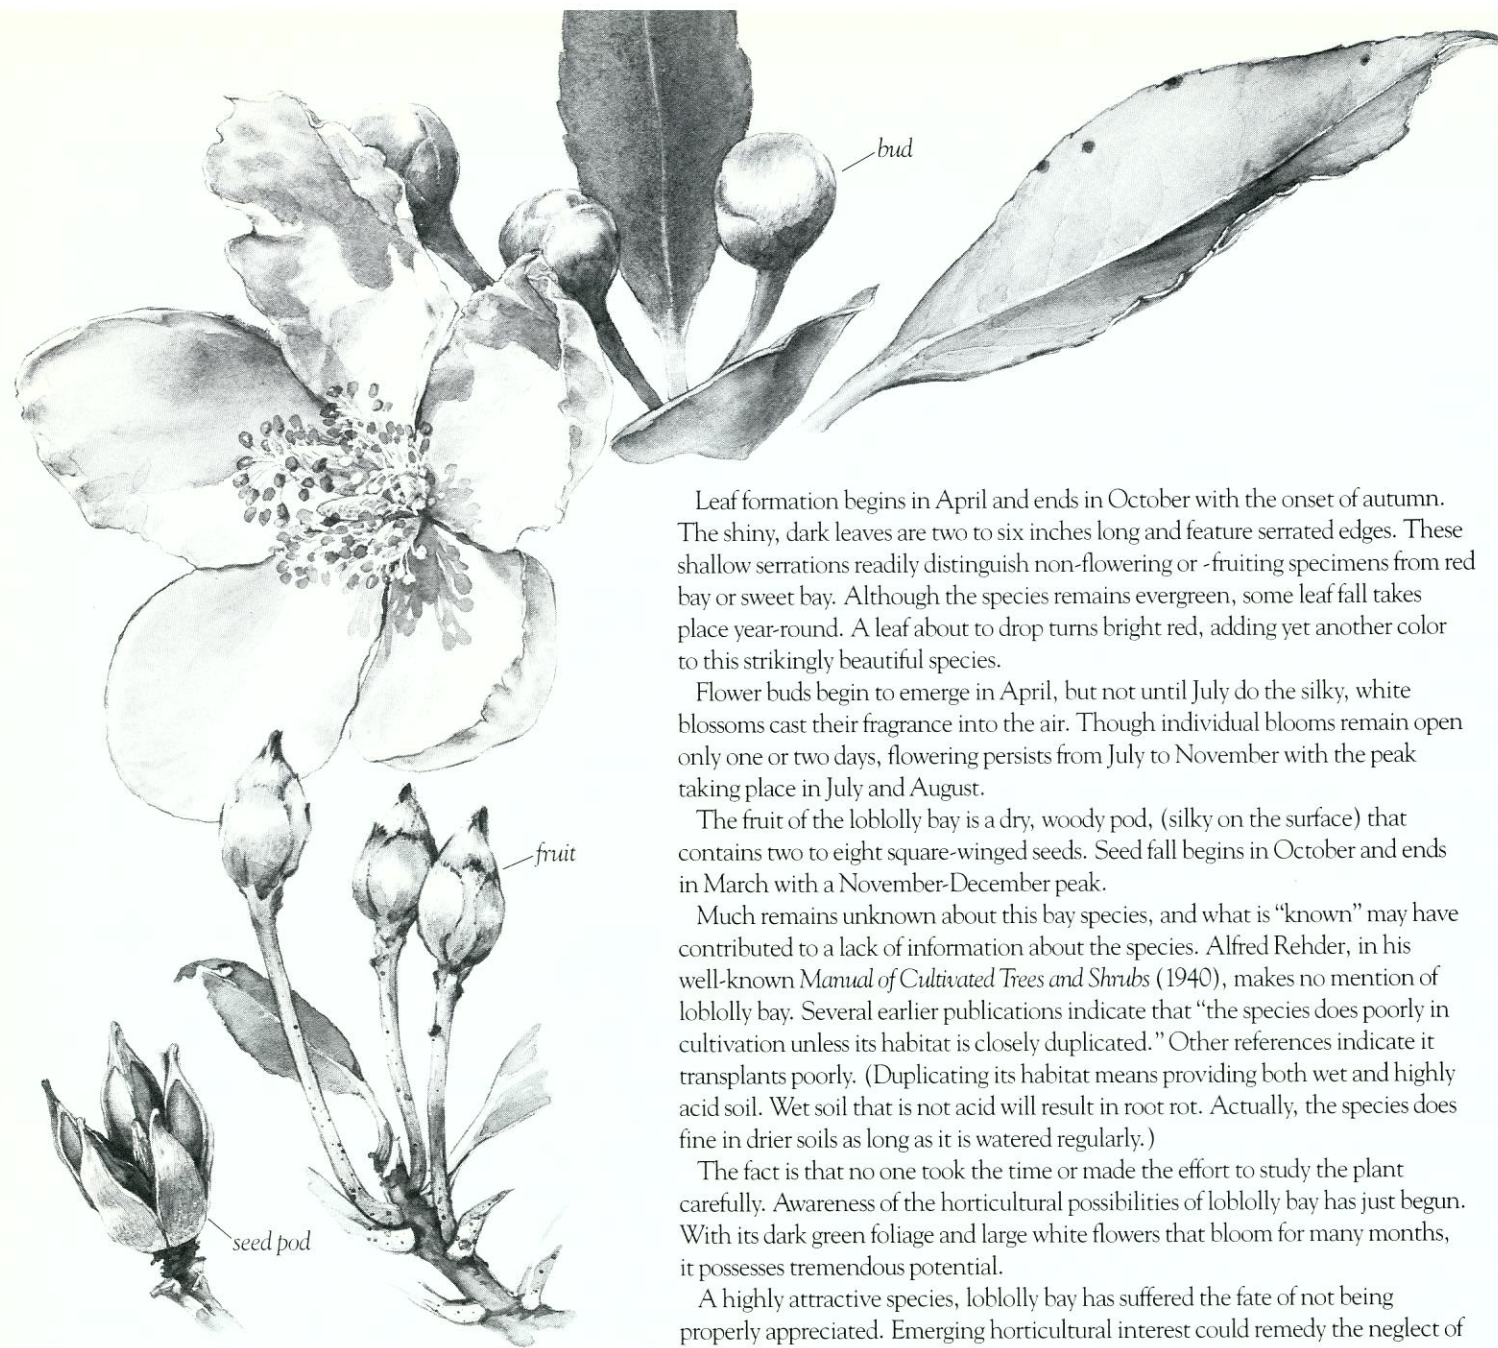 bud
Leaf formation begins in April and ends in October with the onset of autumn.
The shiny, dark leaves are two to six inches long and feature serrated edges. These
shallow serrations readily distinguish non-flowering or -fruiting specimens from red
bay or sweet bay. Although the species remains evergreen, some leaf fall takes
place year-round. A leaf about to drop turns bright red, adding yet another color
to this strikingly beautiful species.
Flower buds begin to emerge in April, but not until July do the silky, white
blossoms cast their fragrance into the air. Though individual blooms remain open
only one or two days, flowering persists from July to November with the peak
taking place in July and August.
The fruit of the loblolly bay is a dry, woody pod, (silky on the surface) that
contains two to eight square-winged seeds. Seed fall begins in October and ends
in March with a November-December peak.
Much remains unknown about this bay species, and what is “known” may have
contributed to a lack of information about the species. Alfred Rehder, in his
well-known Manual of Cultivated Trees and Shrubs (1940), makes no mention of
loblolly bay. Several earlier publications indicate that “the species does poorly in
cultivation unless its habitat is closely duplicated.” Other references indicate it
transplants poorly. (Duplicating its habitat means providing both wet and highly
acid soil. Wet soil that is not acid will result in root rot. Actually, the species does
fine in drier soils as long as it is watered regularly.)
The fact is that no one took the time or made the effort to study the plant
carefully. Awareness of the horticultural possibilities of loblolly bay has just begun.
With its dark green foliage and large white flowers that bloom for many months,
it possesses tremendous potential.
A highly attractive species, loblolly bay has suffered the fate of not being
properly appreciated. Emerging horticultural interest could remedy the neglect of
fruit
seed pod